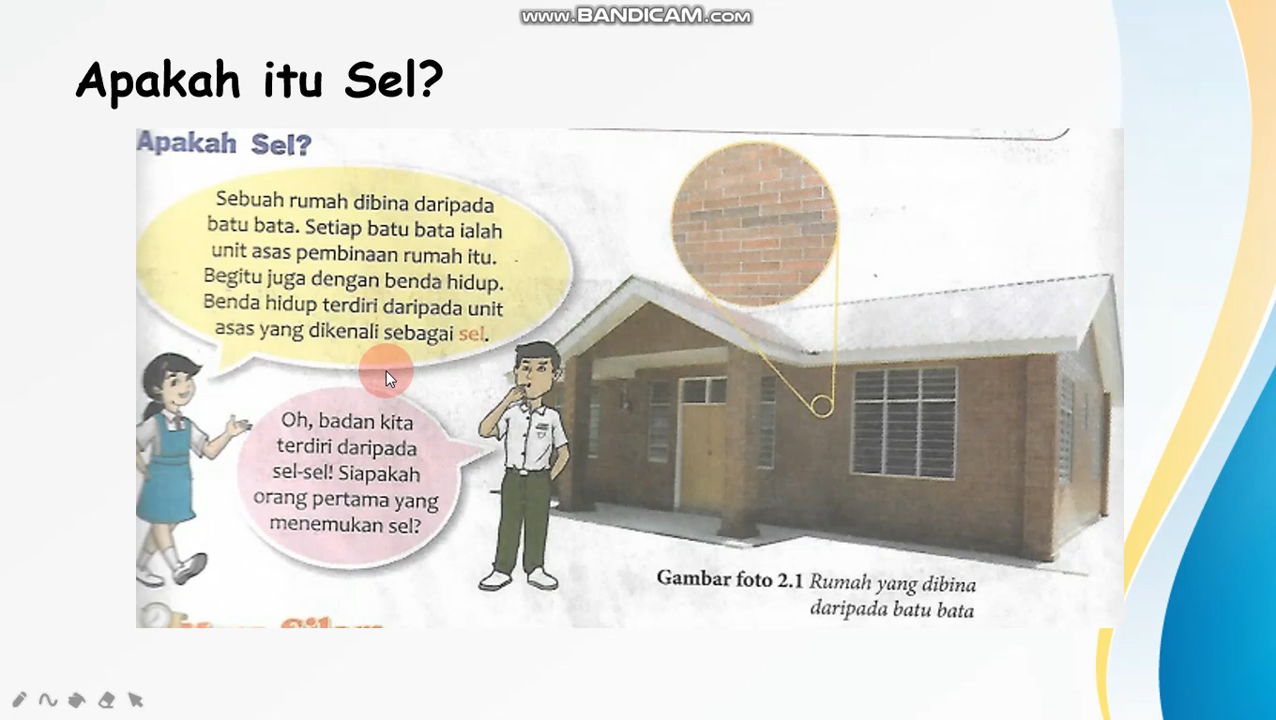 www.BANDICAM.com
Apakah itu Sel?
Apakah Sel?
Sebuah rumah dibina daripada
batu bata. Setiap batu bata ialah
unit asas pembinaan rumah itu.
Begitu juga dengan benda hidup.
Benda hidup terdiri daripada unit
asas yang dikenali sebagai sel.
Oh, badan kita
terdiri daripada
sel-sel! Siapakah
orang pertama yang
menemukan sel?
Gambar foto 2.1 Rumah yang dibina
daripada batu bata